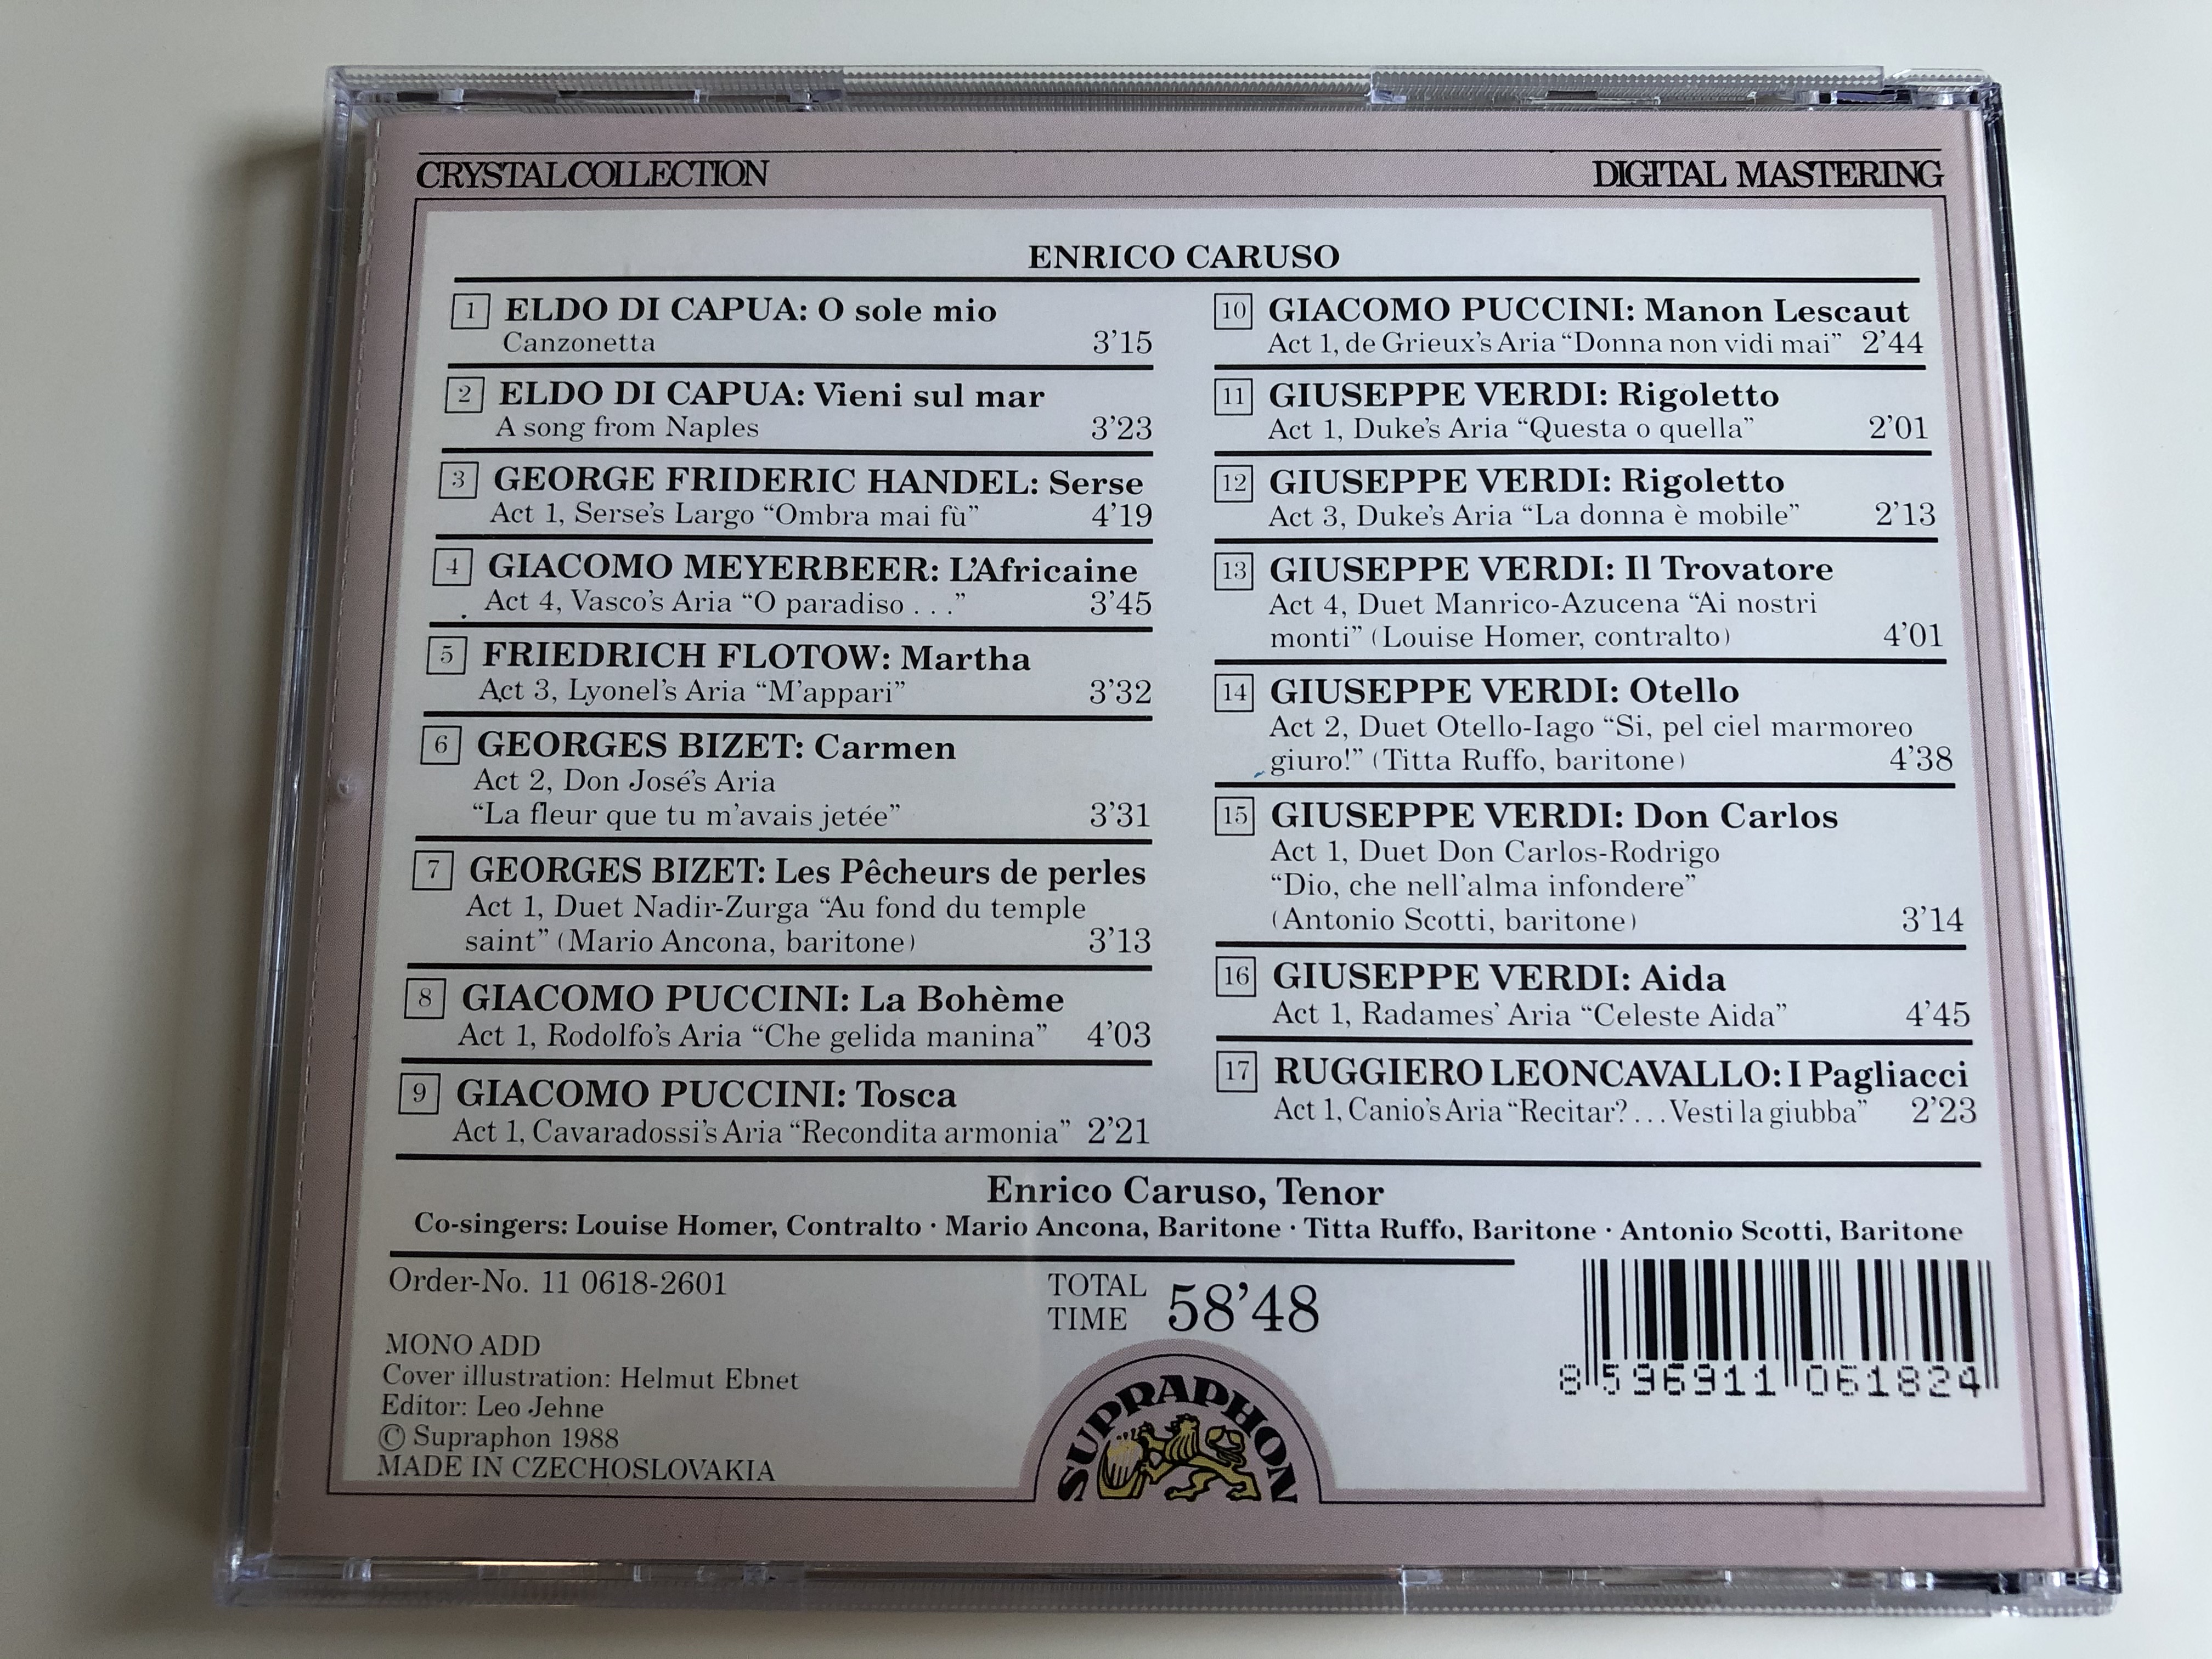 CRYSTAL COLLECTION
DIGITAL MASTERING
ENRICO CARUSO
1 ELDO DI CAPUA: O sole mio
Canzonetta 3’15
2 ELDO DI CAPUA: Vieni sul mar
A song from Naples 3’23
3 GEORGE FRIDERIC HANDEL: Serse
Act 1, Serse’s Largo “Ombra mai fù” 4’19
4 GIACOMO MEYERBEER: L’Africaine
Act 4, Vasco’s Aria “O paradiso . . .” 3’45
5 FRIEDRICH FLOTOW: Martha
Act 3, Lyonel’s Aria “M’appari” 3’32
6 GEORGES BIZET: Carmen
Act 2, Don José’s Aria
“La fleur que tu m’avais jetée” 3’31
7 GEORGES BIZET: Les Pêcheurs de perles
Act 1, Duet Nadir-Zurga “Au fond du temple
saint” (Mario Ancona, baritone) 3’13
8 GIACOMO PUCCINI: La Bohème
Act 1, Rodolfo’s Aria “Che gelida manina” 4’03
9 GIACOMO PUCCINI: Tosca
Act 1, Cavaradossi’s Aria “Recondita armonia” 2’21
10 GIACOMO PUCCINI: Manon Lescaut
Act 1, de Grieux’s Aria “Donna non vidi mai” 2’44
11 GIUSEPPE VERDI: Rigoletto
Act 1, Duke’s Aria “Questa o quella” 2’01
12 GIUSEPPE VERDI: Rigoletto
Act 3, Duke’s Aria “La donna è mobile” 2’13
13 GIUSEPPE VERDI: Il Trovatore
Act 4, Duet Manrico-Azucena “Ai nostri
monti” (Louise Homer, contralto) 4’01
14 GIUSEPPE VERDI: Otello
Act 2, Duet Otello-Iago “Si, pel ciel marmoreo
giuro!” (Titta Ruffo, baritone) 4’38
15 GIUSEPPE VERDI: Don Carlos
Act 1, Duet Don Carlos-Rodrigo
“Dio, che nell’alma infondere”
(Antonio Scotti, baritone) 3’14
16 GIUSEPPE VERDI: Aida
Act 1, Radames’ Aria “Celeste Aida” 4’45
17 RUGGIERO LEONCAVALLO: I Pagliacci
Act 1, Canio’s Aria “Recitar? . . . Vesti la giubba” 2’23
Enrico Caruso, Tenor
Co-singers: Louise Homer, Contralto · Mario Ancona, Baritone · Titta Ruffo, Baritone · Antonio Scotti, Baritone
Order-No. 11 0618-2601
MONO ADD
Cover illustration: Helmut Ebnet
Editor: Leo Jehne
© Supraphon 1988
MADE IN CZECHOSLOVAKIA
TOTAL
TIME 58’48
SUPRAPHON
8 596911 061824